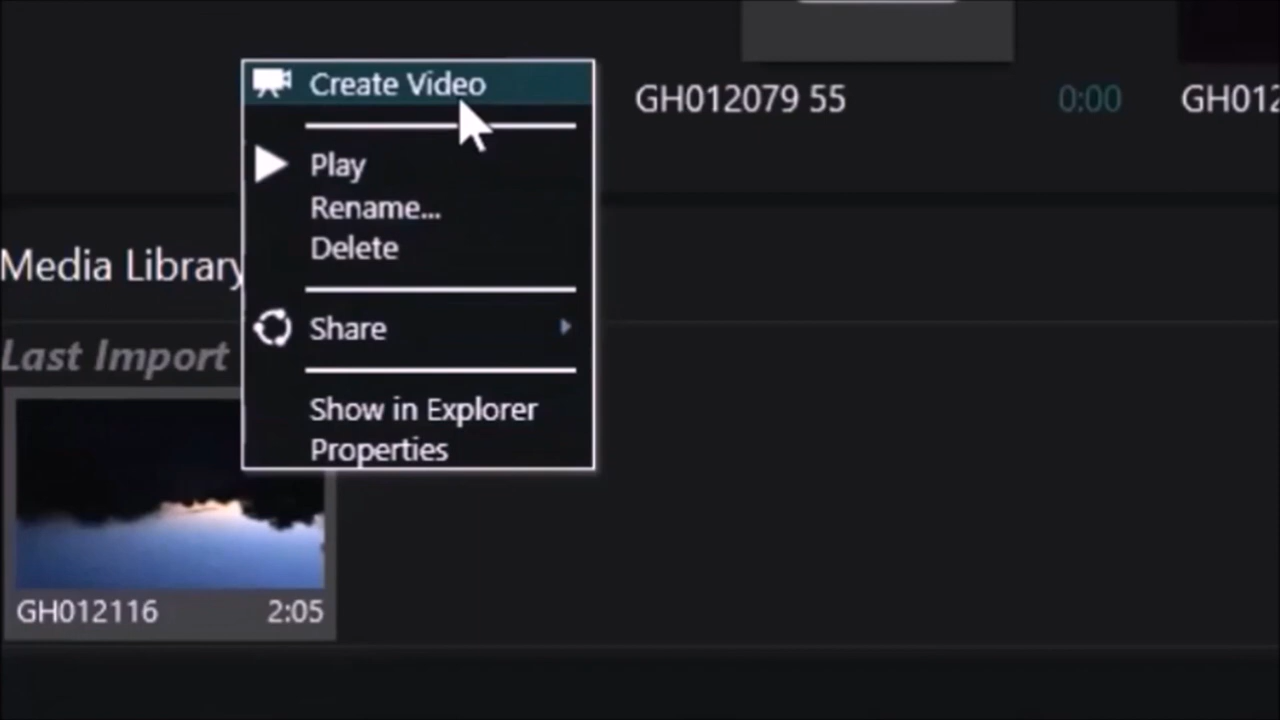 Create Video
GH012079 55
0:00
GH012
Play
Rename...
Delete
Media Library
Share
Last Import
Show in Explorer
Properties
GH012116
2:05